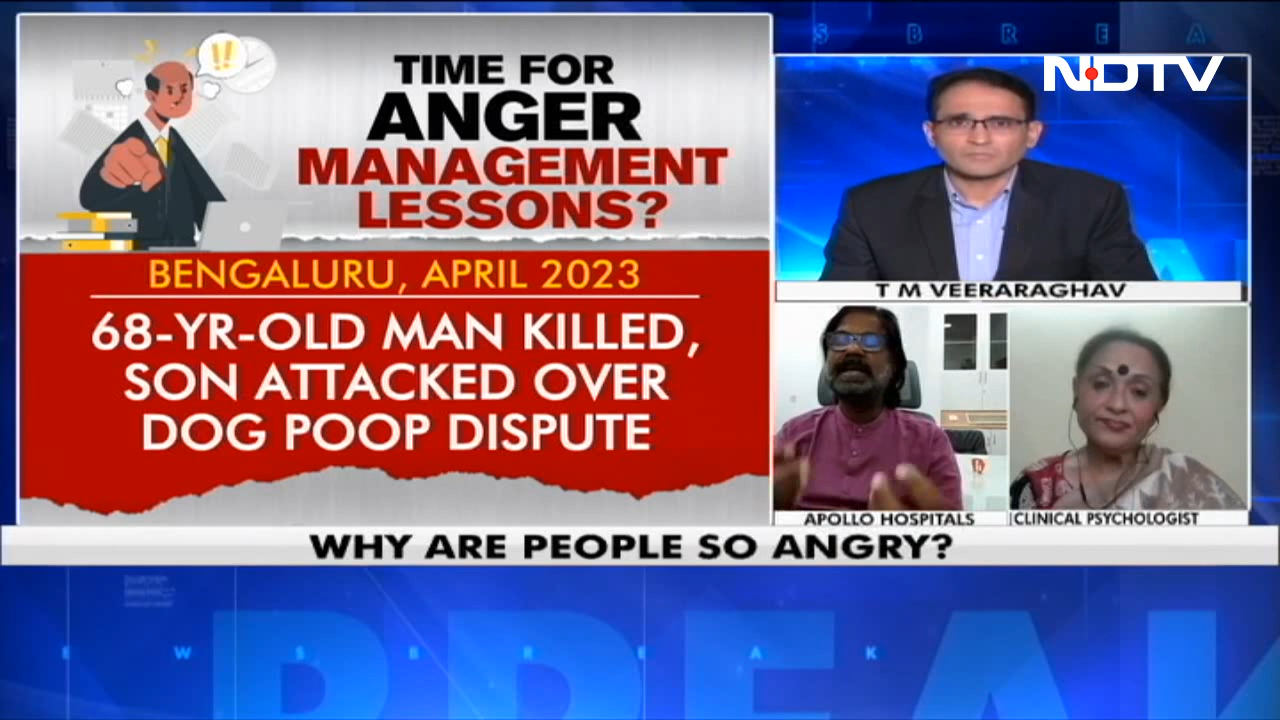 S B R E A
NDTV
!!
TIME FOR
ANGER
MANAGEMENT
LESSONS?
BENGALURU, APRIL 2023
68-YR-OLD MAN KILLED,
SON ATTACKED OVER
DOG POOP DISPUTE
T M VEERARAGHAV
APOLLO HOSPITALS
CLINICAL PSYCHOLOGIST
WHY ARE PEOPLE SO ANGRY?
E W S B R E A K
BREAK